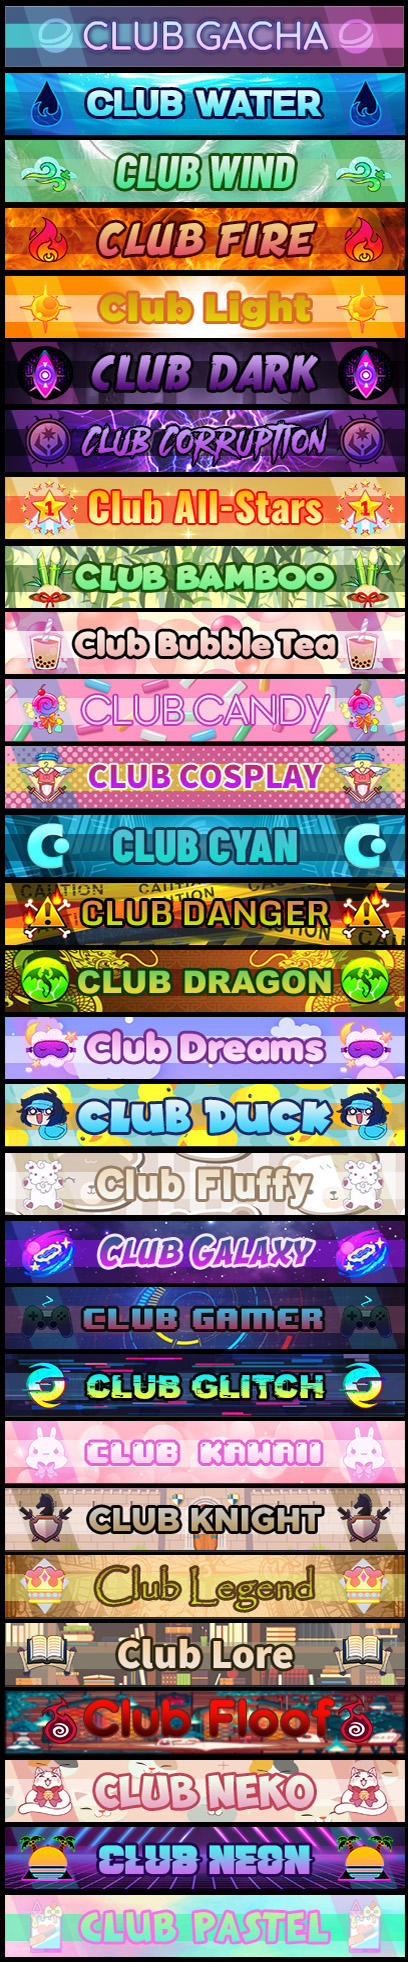 CLUB GACHA
CLUB WATER
CLUB WIND
CLUB FIRE
Club Light
CLUB DARK
CLUB CORRUPTION
1 Club All-Stars 1
CLUB BAMBOO
Club Bubble Tea
CLUB CANDY
CLUB COSPLAY
CLUB CYAN
CAUTION CAUTION CAUTION
CLUB DANGER
CAUTION CAU
CLUB DRAGON
Club Dreams
CLUB DUCK
Club Fluffy
CLUB GALAXY
CLUB GAMER
CLUB GLITCH
CLUB KAWAII
CLUB KNIGHT
Club Legend
Club Lore
Club Floof
CLUB NEKO
CLUB NEON
CLUB PASTEL